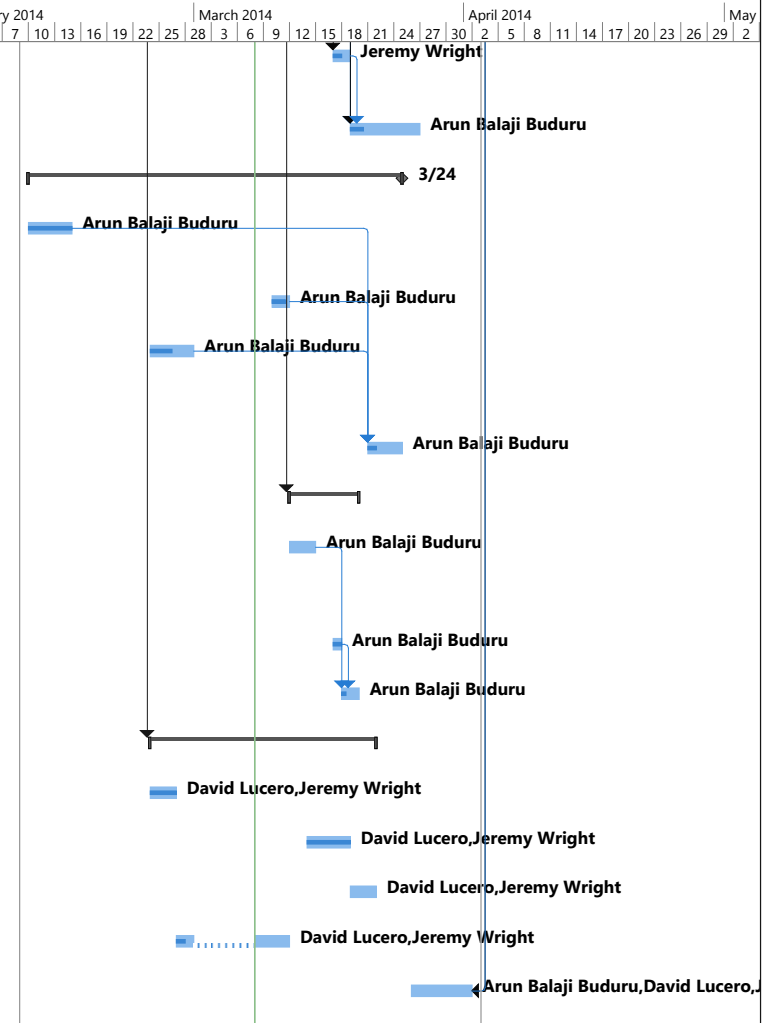 y 2014 March 2014 April 2014 May
7 10 13 16 19 22 25 28 3 6 9 12 15 18 21 24 27 30 2 5 8 11 14 17 20 23 26 29 2
Jeremy Wright
Arun Balaji Buduru
3/24
Arun Balaji Buduru
Arun Balaji Buduru
Arun Balaji Buduru
Arun Balaji Buduru
Arun Balaji Buduru
Arun Balaji Buduru
Arun Balaji Buduru
David Lucero,Jeremy Wright
David Lucero,Jeremy Wright
David Lucero,Jeremy Wright
David Lucero,Jeremy Wright
Arun Balaji Buduru,David Lucero,J